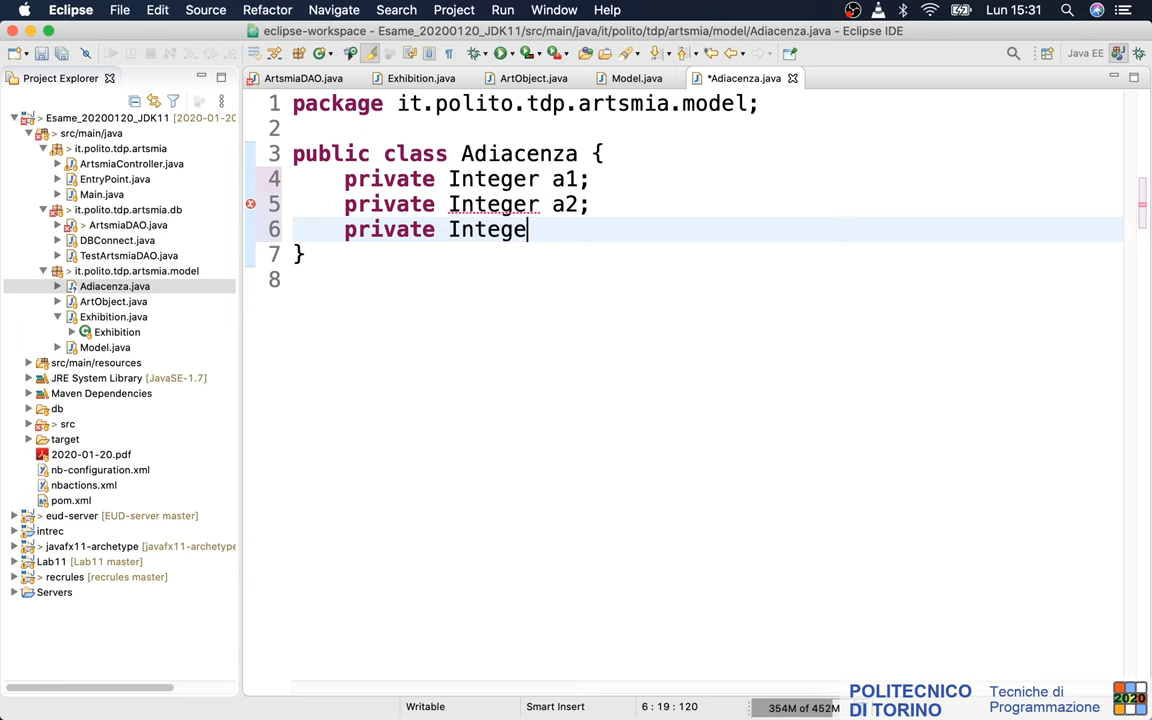 Eclipse File Edit Source Refactor Navigate Search Project Explorer Run Window Help Lun 15:31
eclipse-workspace - Esame_20200120_JDK11/src/main/java/it/polito/tdp/artsmia/model/Adiacenza.java - Eclipse IDE
Java EE
Project Explorer
ArtsmiaDAO.java Exhibition.java ArtObject.java Model.java *Adiacenza.java
> Esame_20200120_JDK11 [2020-01-20
> src/main/java
> it.polito.tdp.artsmia
ArtsmiaController.java
EntryPoint.java
Main.java
> it.polito.tdp.artsmia.db
> ArtsmiaDAO.java
DBConnect.java
TestArtsmiaDAO.java
> it.polito.tdp.artsmia.model
Adiacenza.java
ArtObject.java
Exhibition.java
Exhibition
Model.java
src/main/resources
JRE System Library [JavaSE-1.7]
Maven Dependencies
db
> src
target
2020-01-20.pdf
nb-configuration.xml
nbactions.xml
pom.xml
> eud-server [EUD-server master]
intrec
> javafx11-archetype [javafx11-archetype
Lab11 [Lab11 master]
> recrules [recrules master]
Servers
1 package it.polito.tdp.artsmia.model;
2
3 public class Adiacenza {
4 private Integer a1;
5 private Integer a2;
6 private Intege
7 }
8
Writable Smart Insert 6 : 19 : 120 354M of 452M
POLITECNICO
DI TORINO
Tecniche di
Programmazione
2020